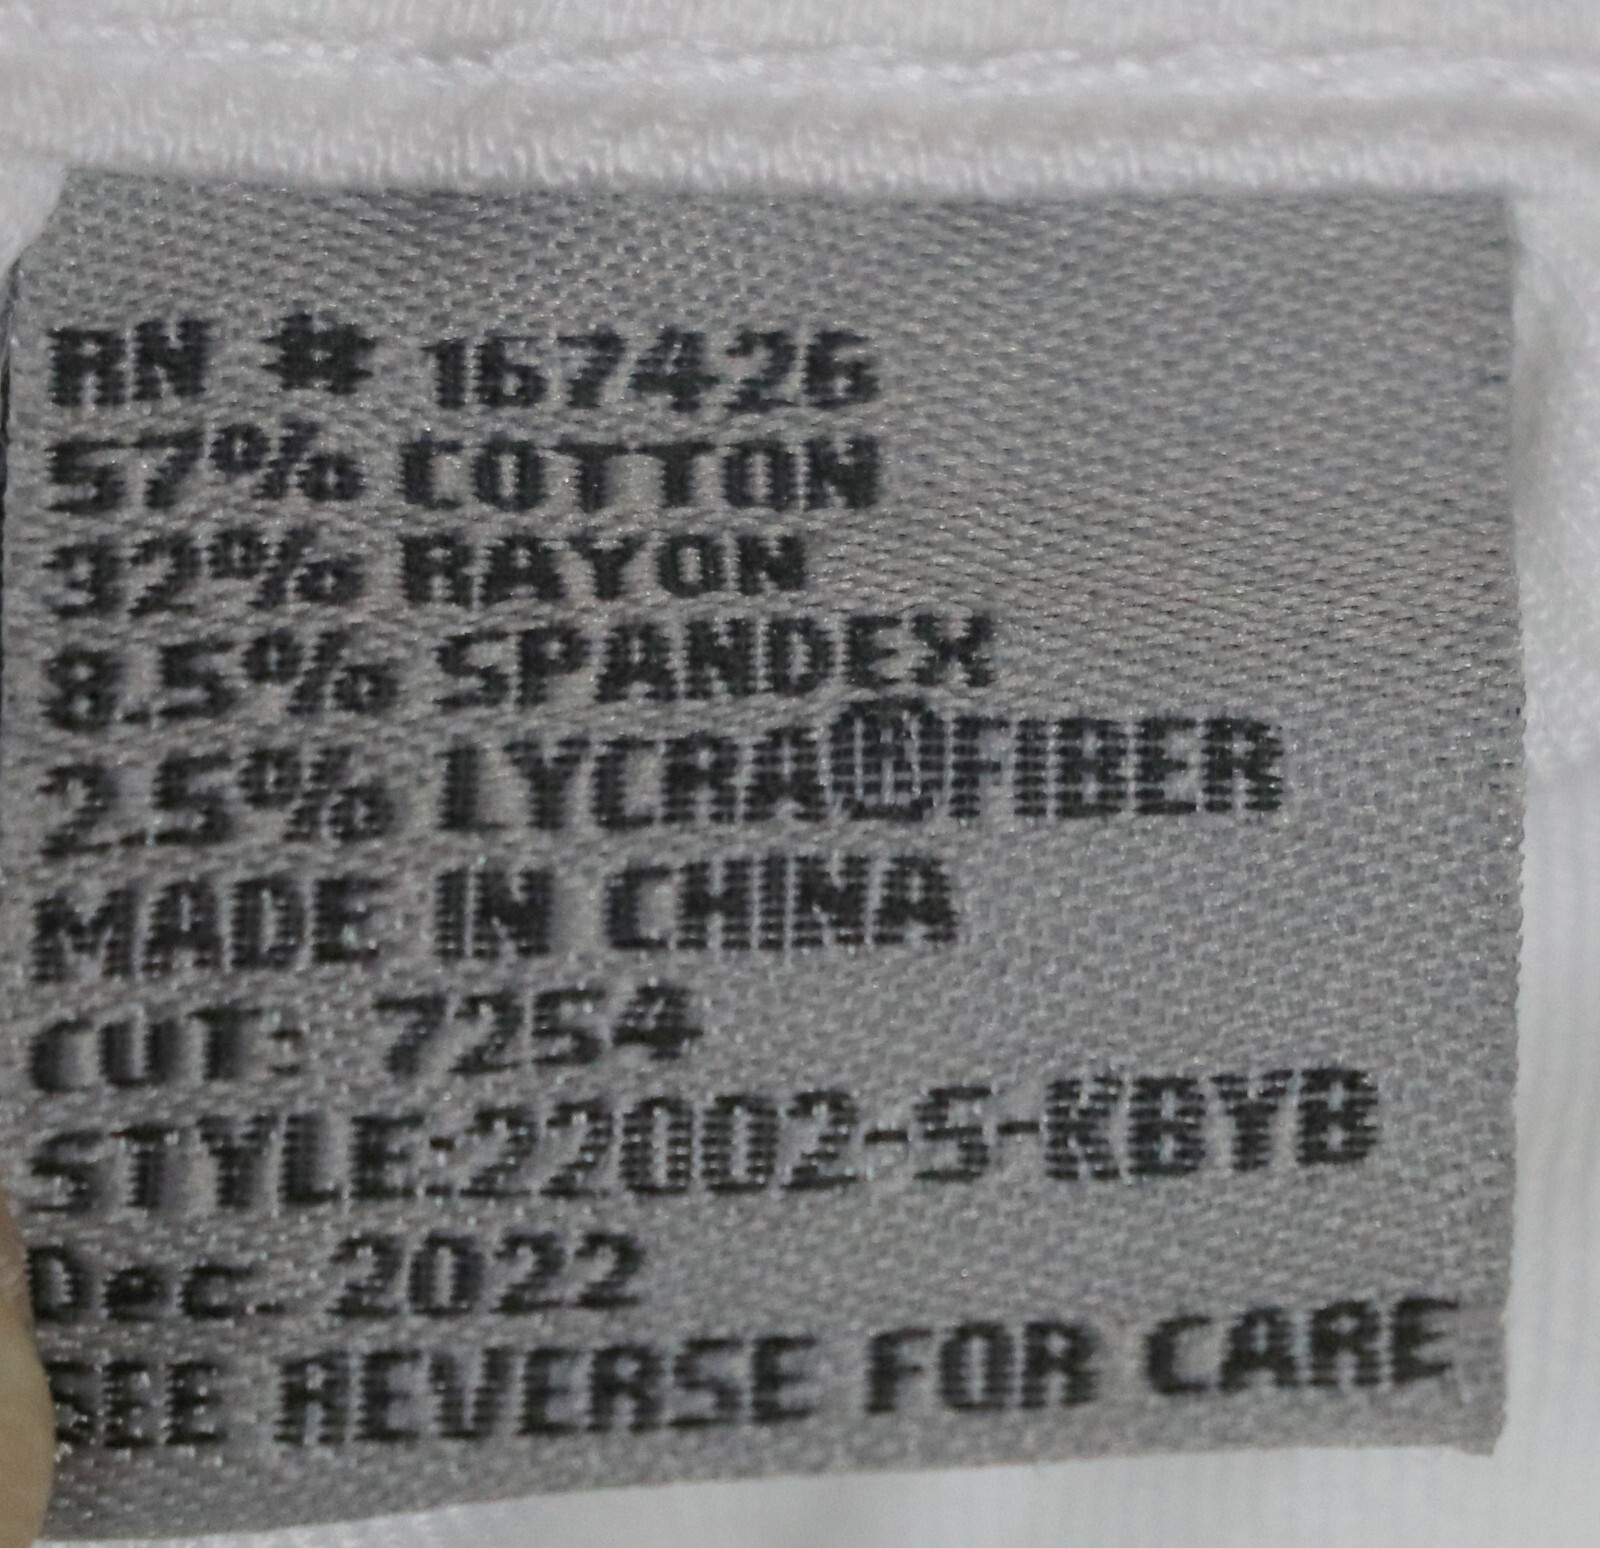 RN # 167426
57% COTTON
32% RAYON
8.5% SPANDEX
2.5% LYCRA®FIBER
MADE IN CHINA
CUT: 7254
STYLE:22002-S-KBYB
Dec. 2022
SEE REVERSE FOR CARE